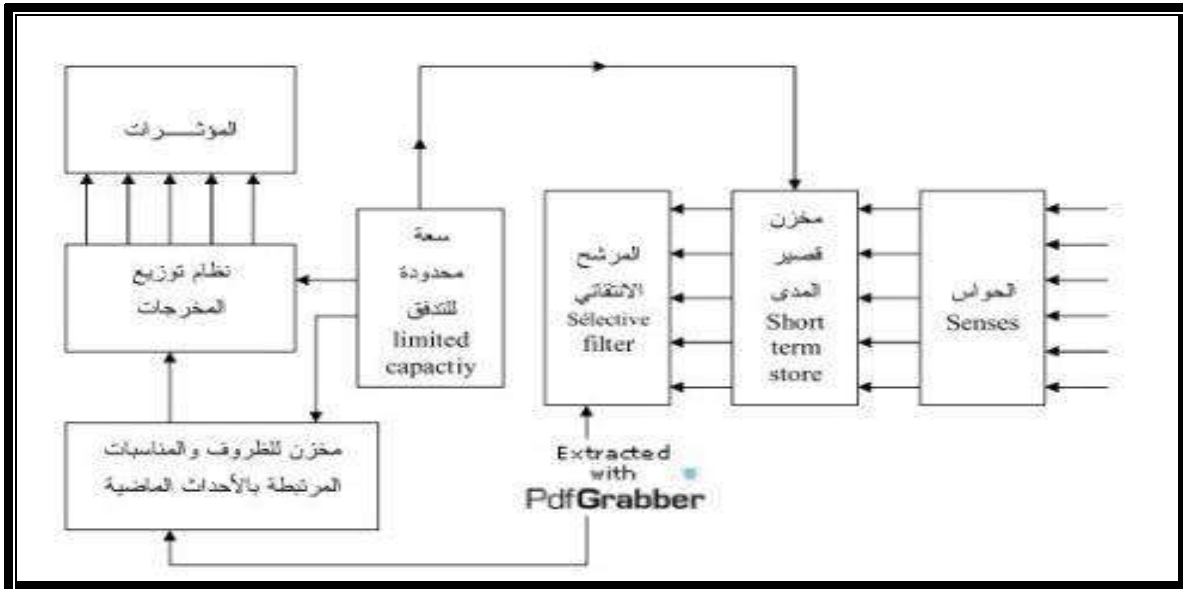 المؤثـــرات
نظام توزيع
المخرجات
مخزن للظروف والمناسبات
المرتبطة بالأحداث الماضية
سعة
محدودة
للتدفق
limited
capactiy
المرشح
الانتقائي
Sélective
filter
مخزن
قصير
المدى
Short
term
store
الحواس
Senses
Extracted
with
PdfGrabber